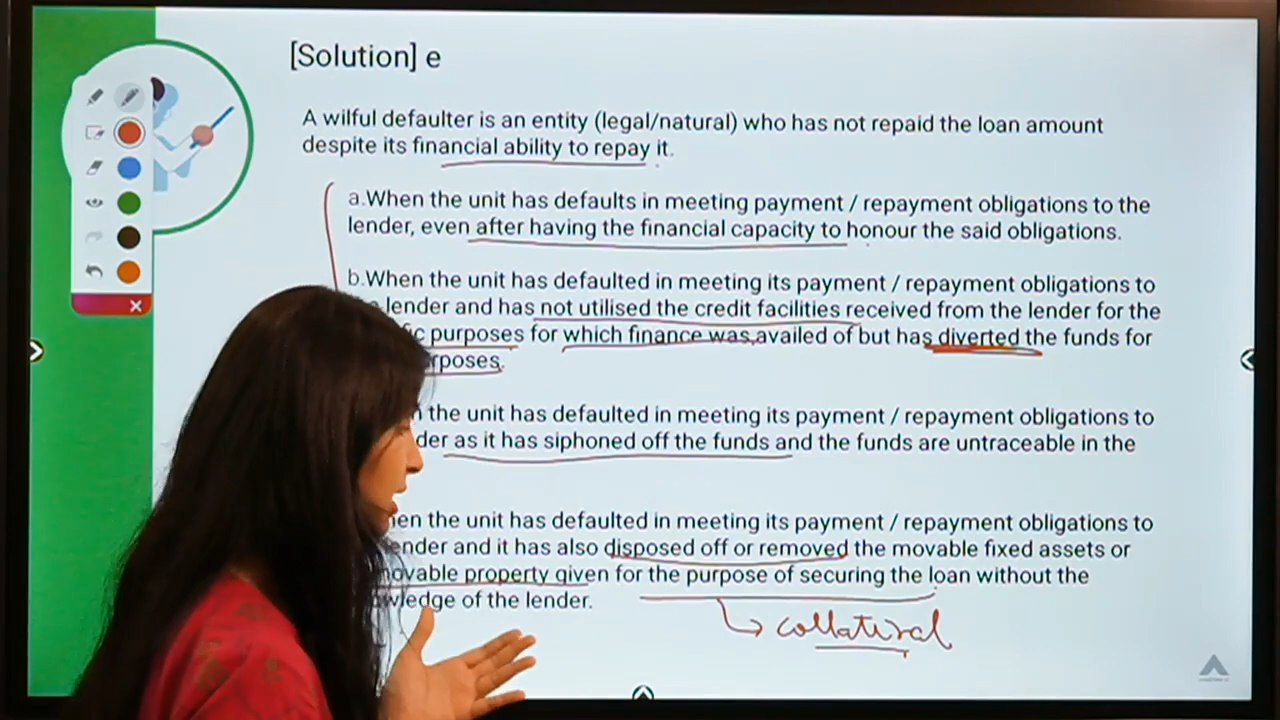 [Solution] e
A wilful defaulter is an entity (legal/natural) who has not repaid the loan amount
despite its financial ability to repay it.
a.When the unit has defaults in meeting payment / repayment obligations to the
lender, even after having the financial capacity to honour the said obligations.
b.When the unit has defaulted in meeting its payment / repayment obligations to
lender and has not utilised the credit facilities received from the lender for the
purposes for which finance was availed of but has diverted the funds for
the unit has defaulted in meeting its payment / repayment obligations to
as it has siphoned off the funds and the funds are untraceable in the
the unit has defaulted in meeting its payment / repayment obligations to
and it has also disposed off or removed the movable fixed assets or
property given for the purpose of securing the loan without the
of the lender.
collateral